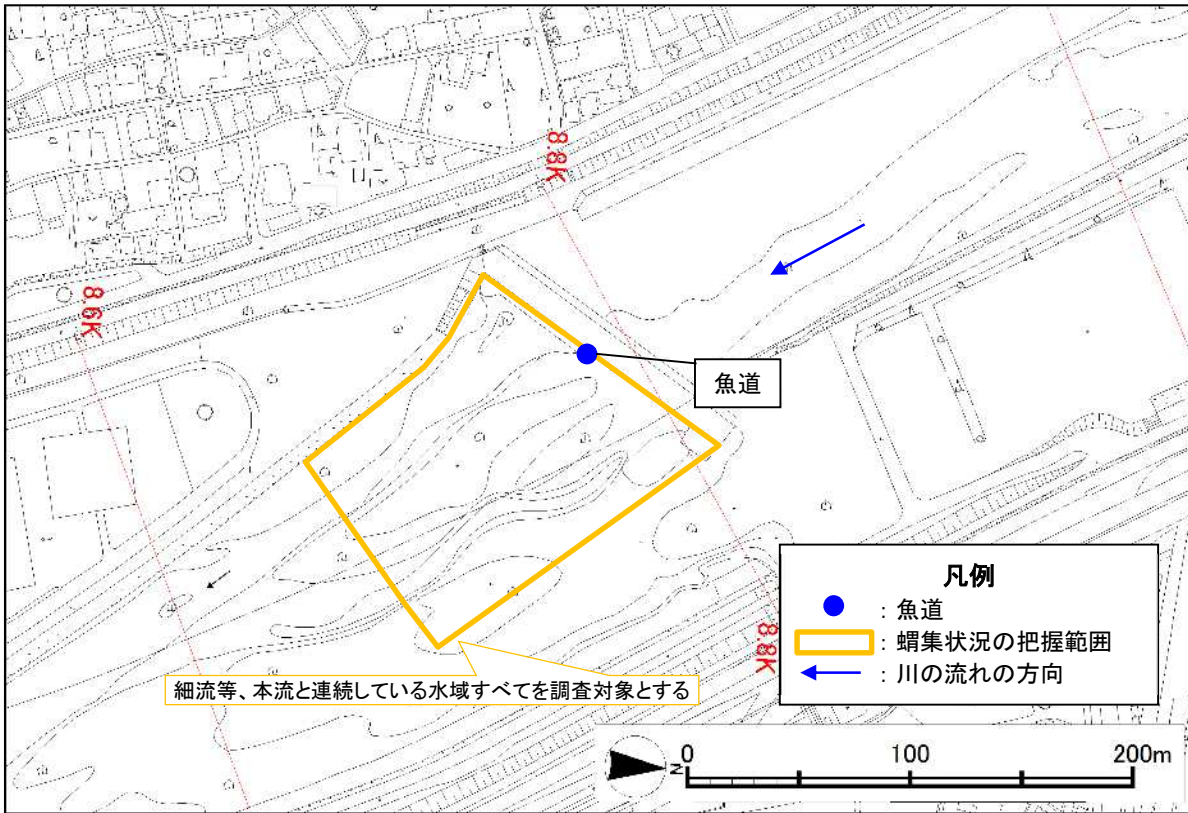 8.8K
8.6K
魚道
凡例
: 魚道
: 蝟集状況の把握範囲
: 川の流れの方向
8.8K
細流等、本流と連続している水域すべてを調査対象とする
N
0 100 200m